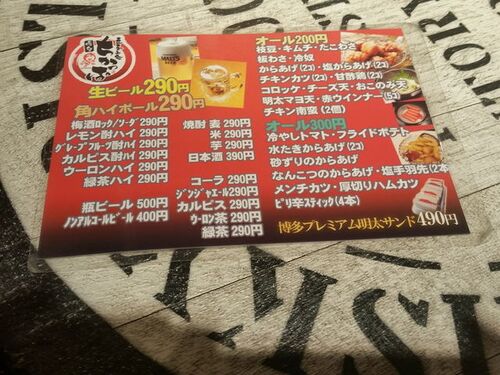 生ビール290円
角ハイボール290円
梅酒ロック/ソーダ290円
レモン酎ハイ 290円
グレープフルーツ酎ハイ290円
カルピス酎ハイ 290円
ウーロンハイ 290円
緑茶ハイ 290円
瓶ビール 500円
ノンアルコールビール 400円
焼酎 麦 290円
米 290円
芋 290円
日本酒 390円
コーラ 290円
ジンジャエール290円
カルピス 290円
ウーロン茶 290円
緑茶 290円
オール200円
枝豆・キムチ・たこわさ
板わさ・冷奴
からあげ(2コ)・塩からあげ(2コ)
チキンカツ(2コ)・甘酢鶏(2コ)
コロッケ・チーズ天・おこのみ天
明太マヨ天・赤ウインナー(5コ)
チキン南蛮(2個)
オール300円
冷やしトマト・フライドポテト
水たきからあげ(2コ)
砂ずりのからあげ
なんこつのからあげ・塩手羽先(2本)
メンチカツ・厚切りハムカツ
ピリ辛スティック(4本)
博多プレミアム明太サンド490円